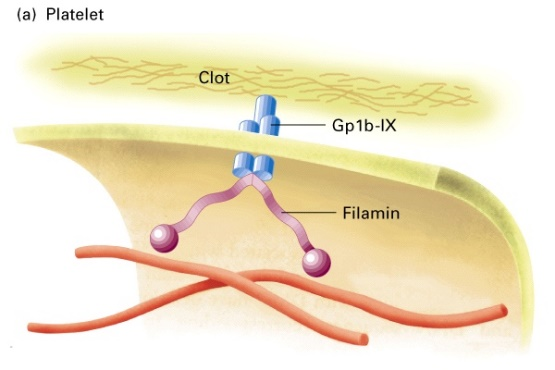 (a) Platelet
Clot
Gp1b-IX
Filamin